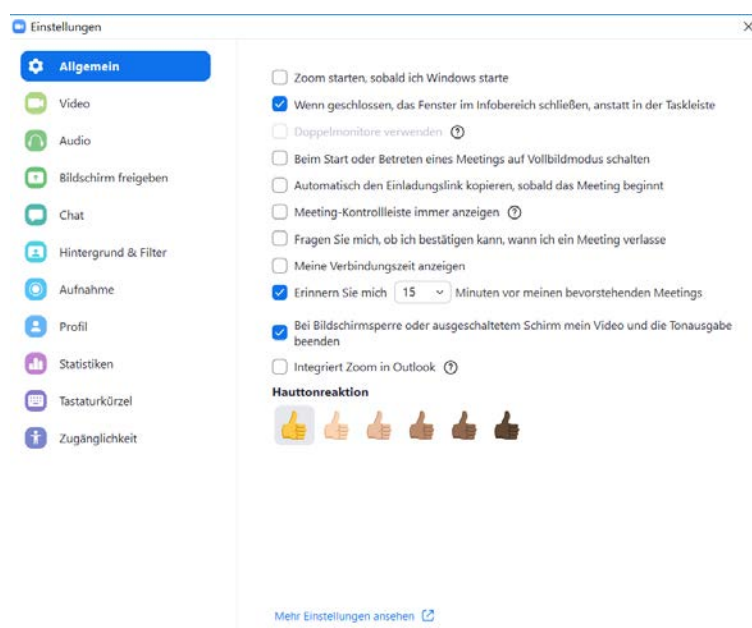 Einstellungen
Allgemein
Video
Audio
Bildschirm freigeben
Chat
Hintergrund & Filter
Aufnahme
Profil
Statistiken
Tastaturkürzel
Zugänglichkeit
Zoom starten, sobald ich Windows starte
Wenn geschlossen, das Fenster im Infobereich schließen, anstatt in der Taskleiste
Doppelmonitore verwenden ?
Beim Start oder Betreten eines Meetings auf Vollbildmodus schalten
Automatisch den Einladungslink kopieren, sobald das Meeting beginnt
Meeting-Kontrollleiste immer anzeigen ?
Fragen Sie mich, ob ich bestätigen kann, wann ich ein Meeting verlasse
Meine Verbindungszeit anzeigen
Erinnern Sie mich 15 Minuten vor meinen bevorstehenden Meetings
Bei Bildschirmsperre oder ausgeschaltetem Schirm mein Video und die Tonausgabe
beenden
Integriert Zoom in Outlook ?
Hauttonreaktion
Mehr Einstellungen ansehen